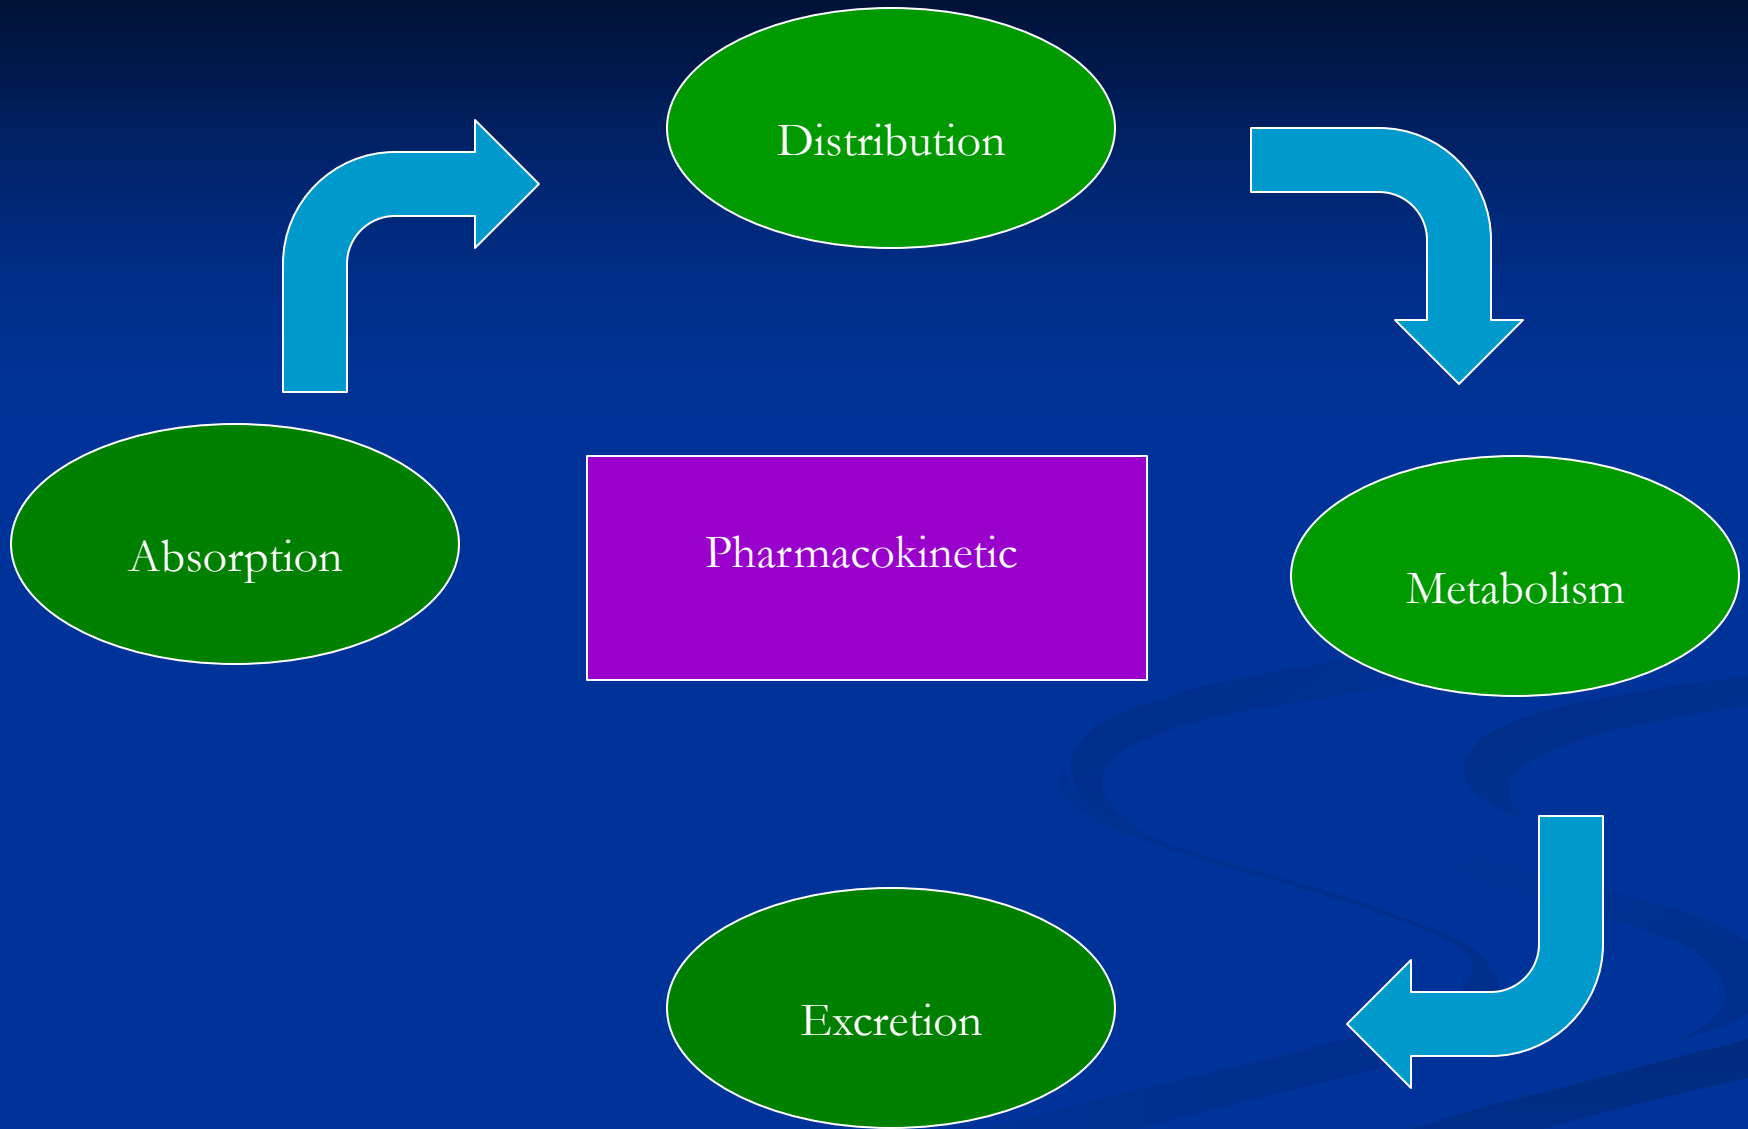 Distribution
Absorption
Pharmacokinetic
Metabolism
Excretion